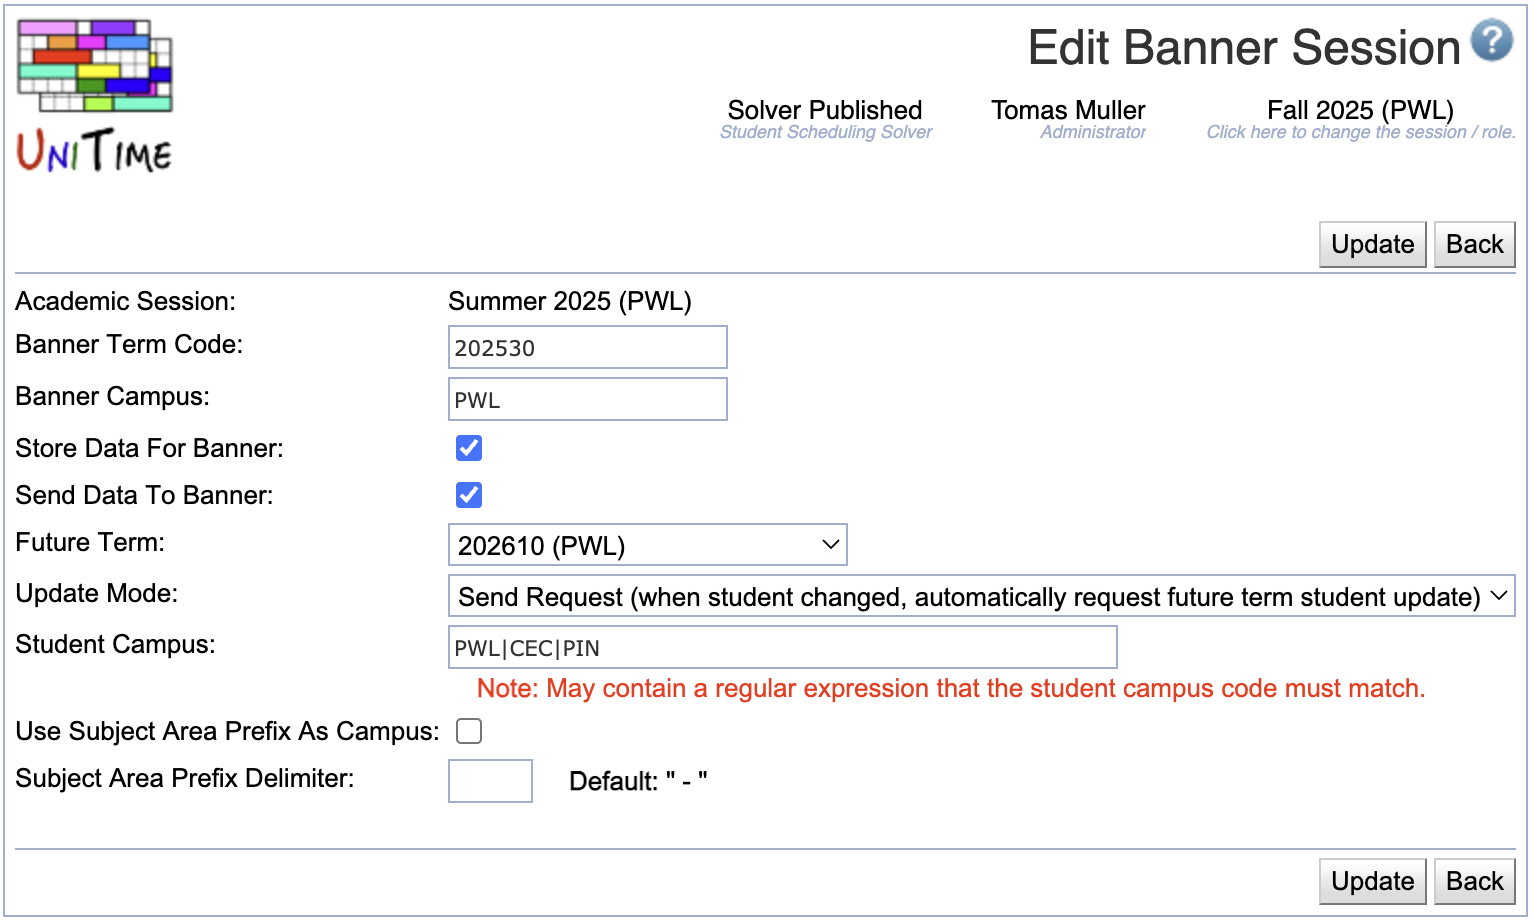 UniTime
Edit Banner Session
?
Solver Published
Student Scheduling Solver
Tomas Muller
Administrator
Fall 2025 (PWL)
Click here to change the session / role.
Update Back
Academic Session: Summer 2025 (PWL)
Banner Term Code: 202530
Banner Campus: PWL
Store Data For Banner:
Send Data To Banner:
Future Term: 202610 (PWL)
Update Mode: Send Request (when student changed, automatically request future term student update)
Student Campus: PWL|CEC|PIN
Note: May contain a regular expression that the student campus code must match.
Use Subject Area Prefix As Campus:
Subject Area Prefix Delimiter: Default: " - "
Update Back